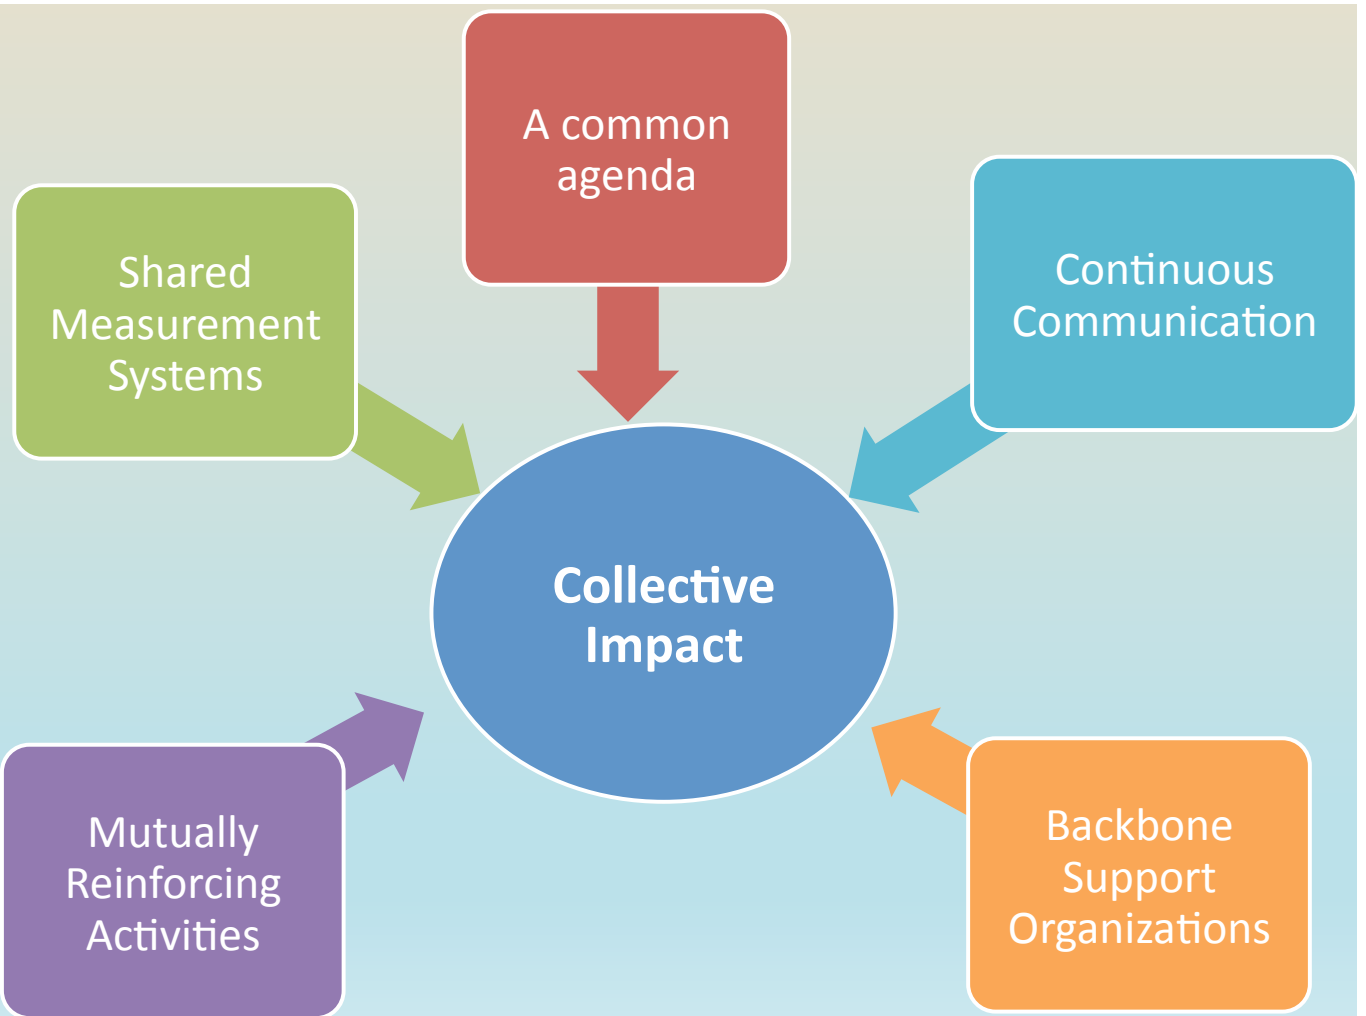 A common
agenda
Shared
Measurement
Systems
Continuous
Communication
Collective
Impact
Mutually
Reinforcing
Activities
Backbone
Support
Organizations